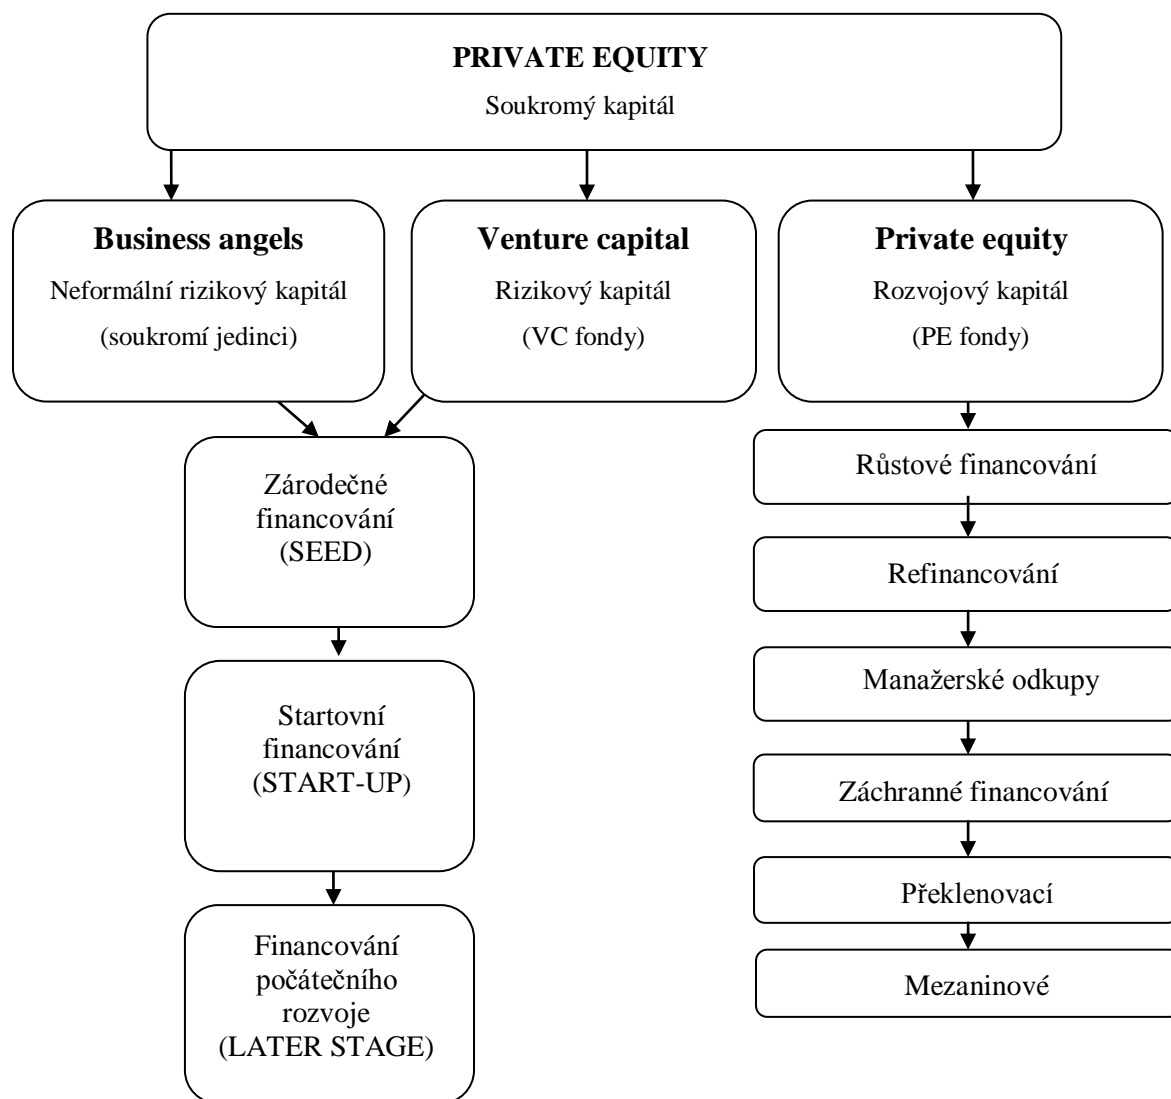 PRIVATE EQUITY
Soukromý kapitál
Business angels
Neformální rizikový kapitál
(soukromí jedinci)
Venture capital
Rizikový kapitál
(VC fondy)
Private equity
Rozvojový kapitál
(PE fondy)
Zárodečné
financování
(SEED)
Startovní
financování
(START-UP)
Financování
počátečního
rozvoje
(LATER STAGE)
Růstové financování
Refinancování
Manažerské odkupy
Záchranné financování
Překlenovací
Mezaninové